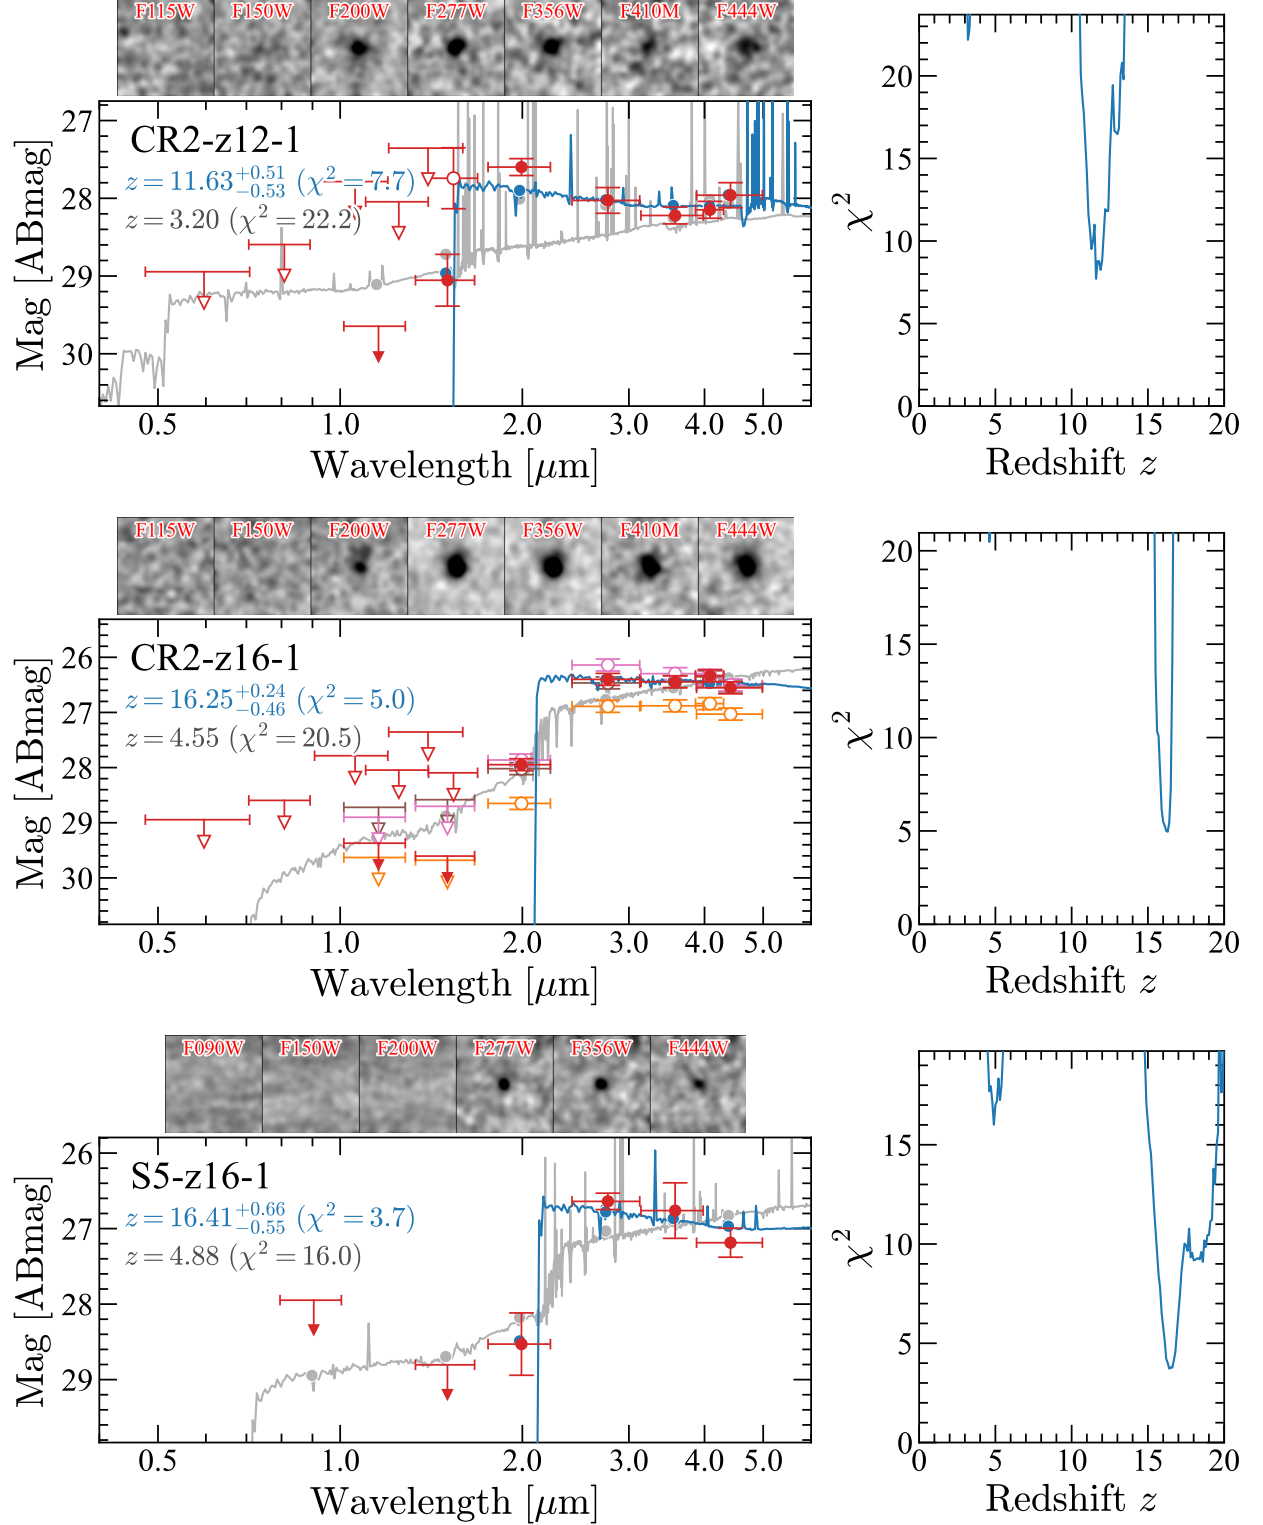 F115W F150W F200W F277W F356W F410M F444W
CR2-z12-1
z = 11.63 +0.51 −0.53 (χ² = 7.7)
z = 3.20 (χ² = 22.2)
Mag [ABmag]
27
28
29
30
0.5 1.0 2.0 3.0 4.0 5.0
Wavelength [μm]
χ²
20
15
10
5
0
0 5 10 15 20
Redshift z
F115W F150W F200W F277W F356W F410M F444W
CR2-z16-1
z = 16.25 +0.24 −0.46 (χ² = 5.0)
z = 4.55 (χ² = 20.5)
Mag [ABmag]
26
27
28
29
30
0.5 1.0 2.0 3.0 4.0 5.0
Wavelength [μm]
χ²
20
15
10
5
0
0 5 10 15 20
Redshift z
F090W F150W F200W F277W F356W F444W
S5-z16-1
z = 16.41 +0.66 −0.55 (χ² = 3.7)
z = 4.88 (χ² = 16.0)
Mag [ABmag]
26
27
28
29
0.5 1.0 2.0 3.0 4.0 5.0
Wavelength [μm]
χ²
15
10
5
0
0 5 10 15 20
Redshift z